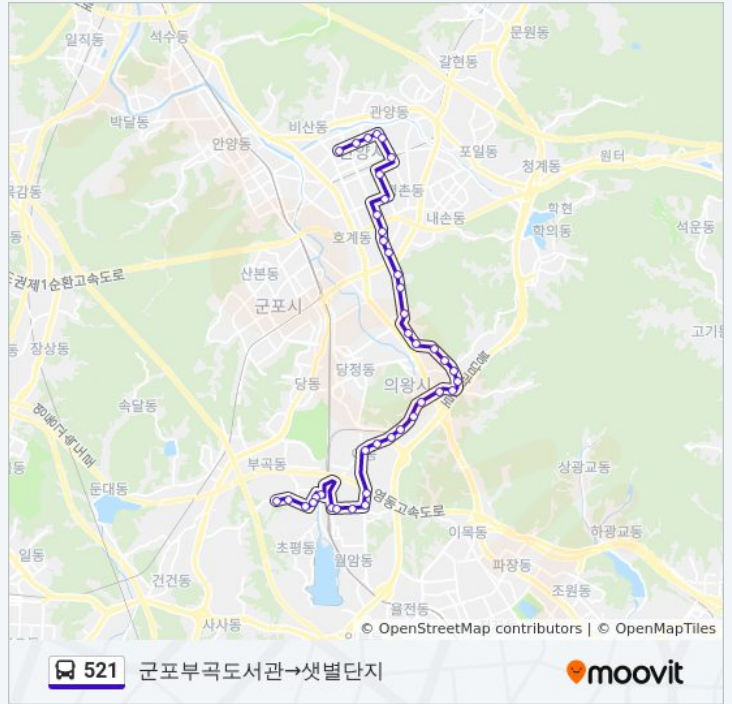 일직동
석수동
문원동
갈현동
박달동
관양동
비산동
안양동
포일동
원터
청계동
내손동
학현
학의동
석운동
호계동
산본동
군포시
장상동
당정동
당동
의왕시
속달동
부곡동
상광교동
둔대동
영동고속도로
이목동
하광교동
초평동
월암동
파장동
일동
건건동
조원동
율전동
사사동
© OpenStreetMap contributors | © OpenMapTiles
521 군포부곡도서관→샛별단지
moovit